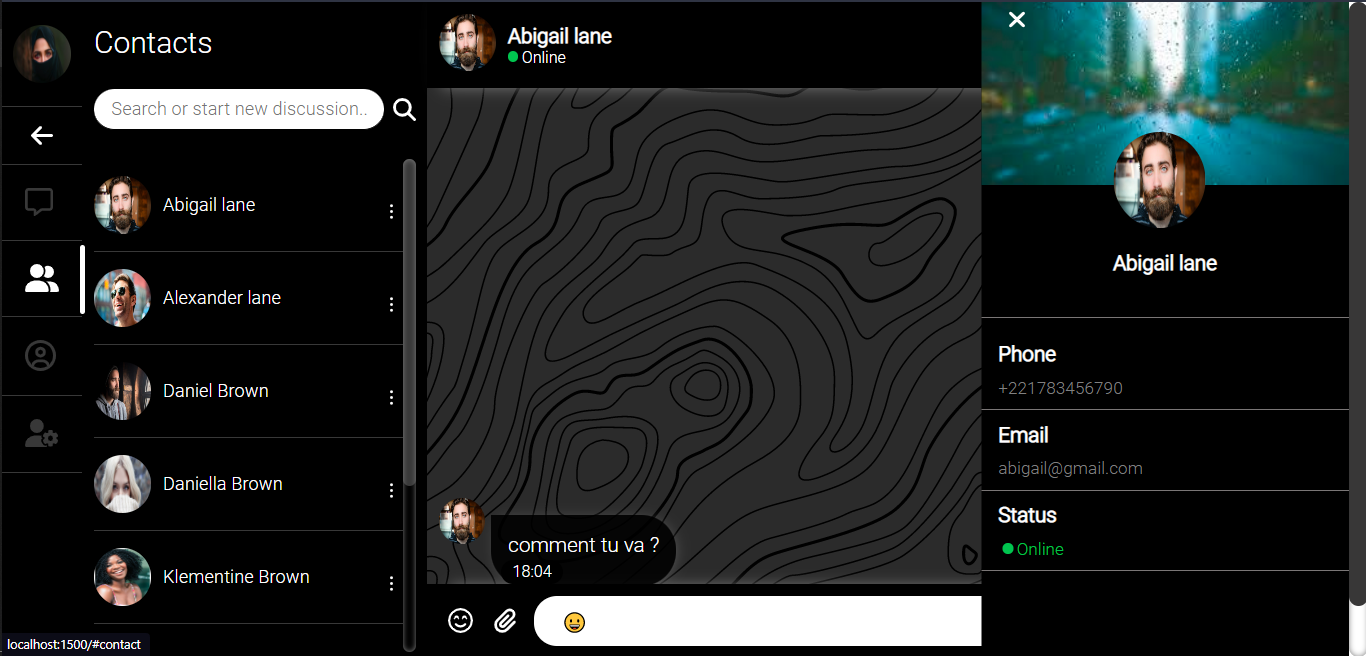 Contacts
Search or start new discussion..
Abigail lane
Alexander lane
Daniel Brown
Daniella Brown
Klementine Brown
localhost:1500/#contact
Abigail lane
Online
comment tu va ?
18:04
Abigail lane
Phone
+221783456790
Email
abigail@gmail.com
Status
Online